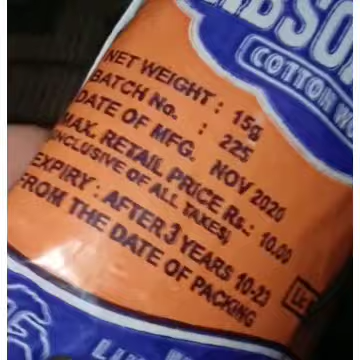 COTTON WO
NET WEIGHT : 15g
BATCH No. : 225
DATE OF MFG. NOV 2020
MAX. RETAIL PRICE Rs.: 10.00
INCLUSIVE OF ALL TAXES,
EXPIRY : AFTER 3 YEARS 10-23
FROM THE DATE OF PACKING